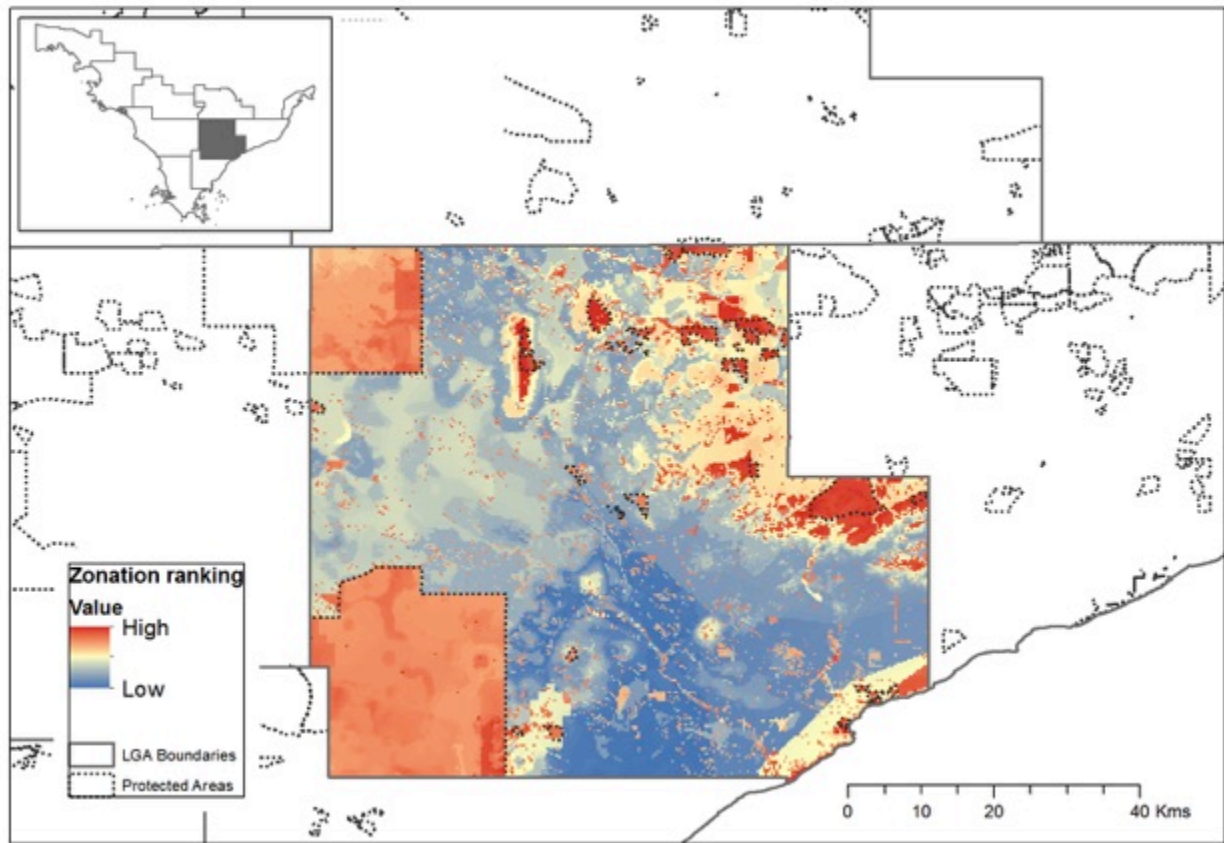 Zonation ranking
Value
High
Low
LGA Boundaries
Protected Areas
0 10 20 40 Kms